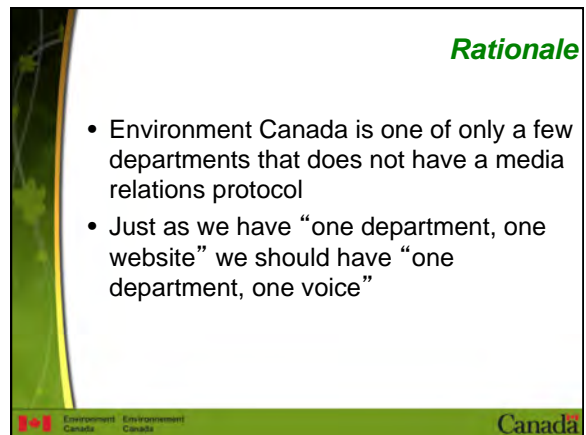 Rationale
• Environment Canada is one of only a few
departments that does not have a media
relations protocol
• Just as we have “one department, one
website” we should have “one
department, one voice”
Environment Environnement
Canada Canada
Canada